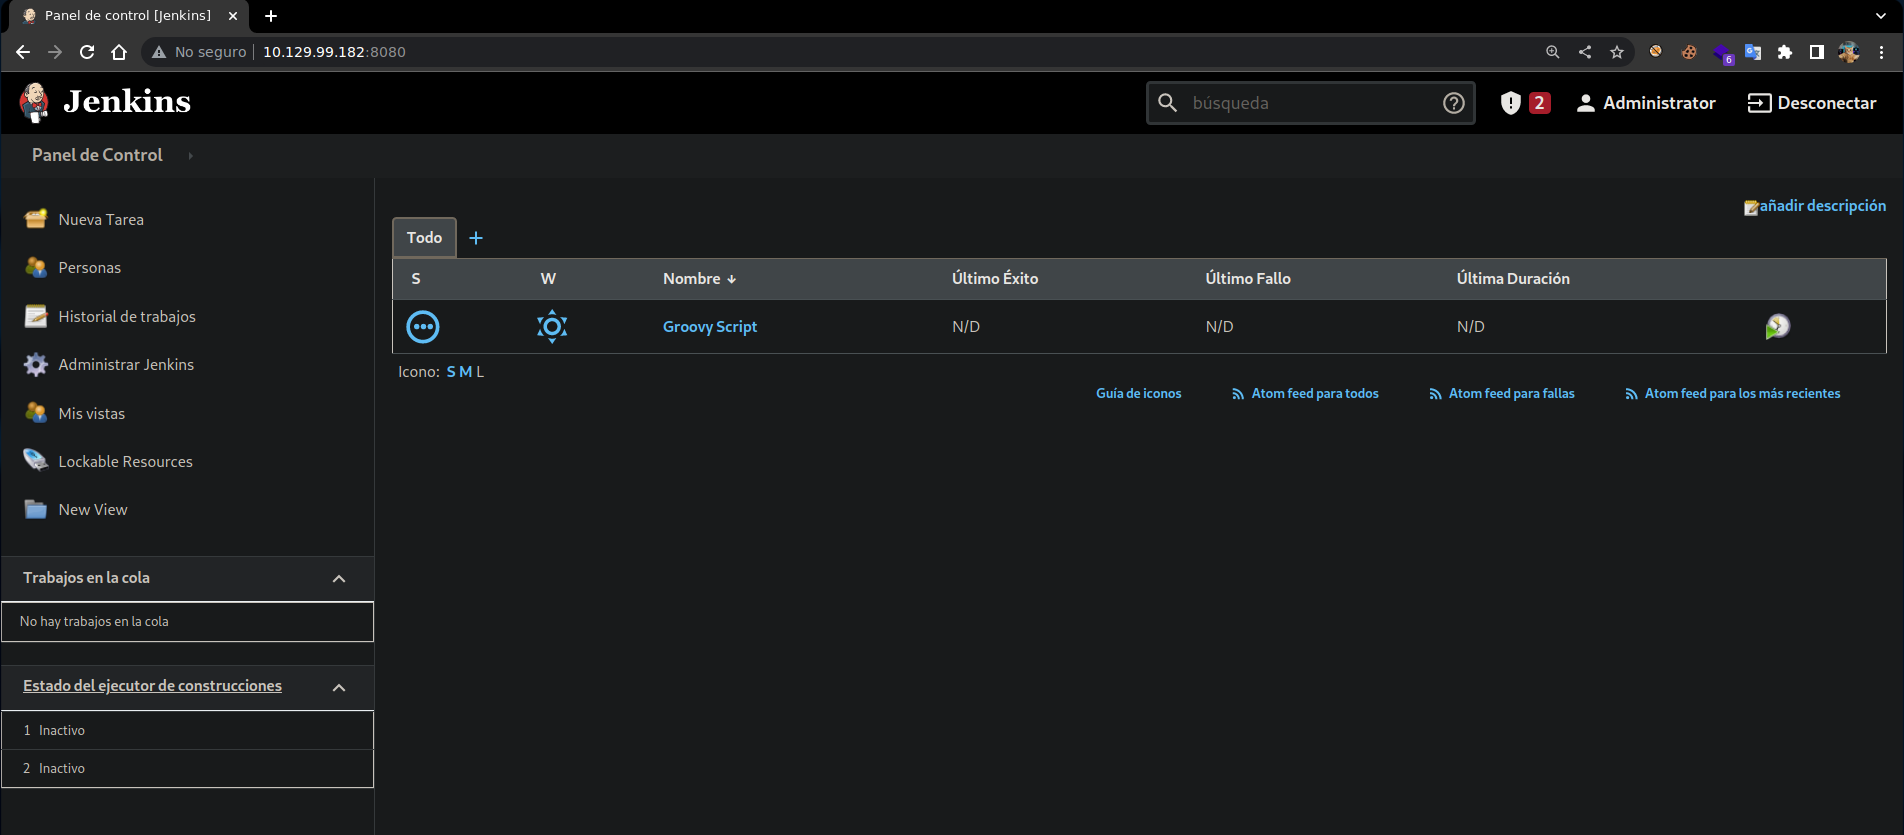 Panel de control [Jenkins]
No seguro 10.129.99.182:8080
6
Jenkins
búsqueda
2
Administrator
Desconectar
Panel de Control
Nueva Tarea
Personas
Historial de trabajos
Administrar Jenkins
Mis vistas
Lockable Resources
New View
Trabajos en la cola
No hay trabajos en la cola
Estado del ejecutor de construcciones
1 Inactivo
2 Inactivo
añadir descripción
Todo +
S W Nombre ↓ Último Éxito Último Fallo Última Duración
Groovy Script N/D N/D N/D
Icono: S M L
Guía de iconos Atom feed para todos Atom feed para fallas Atom feed para los más recientes